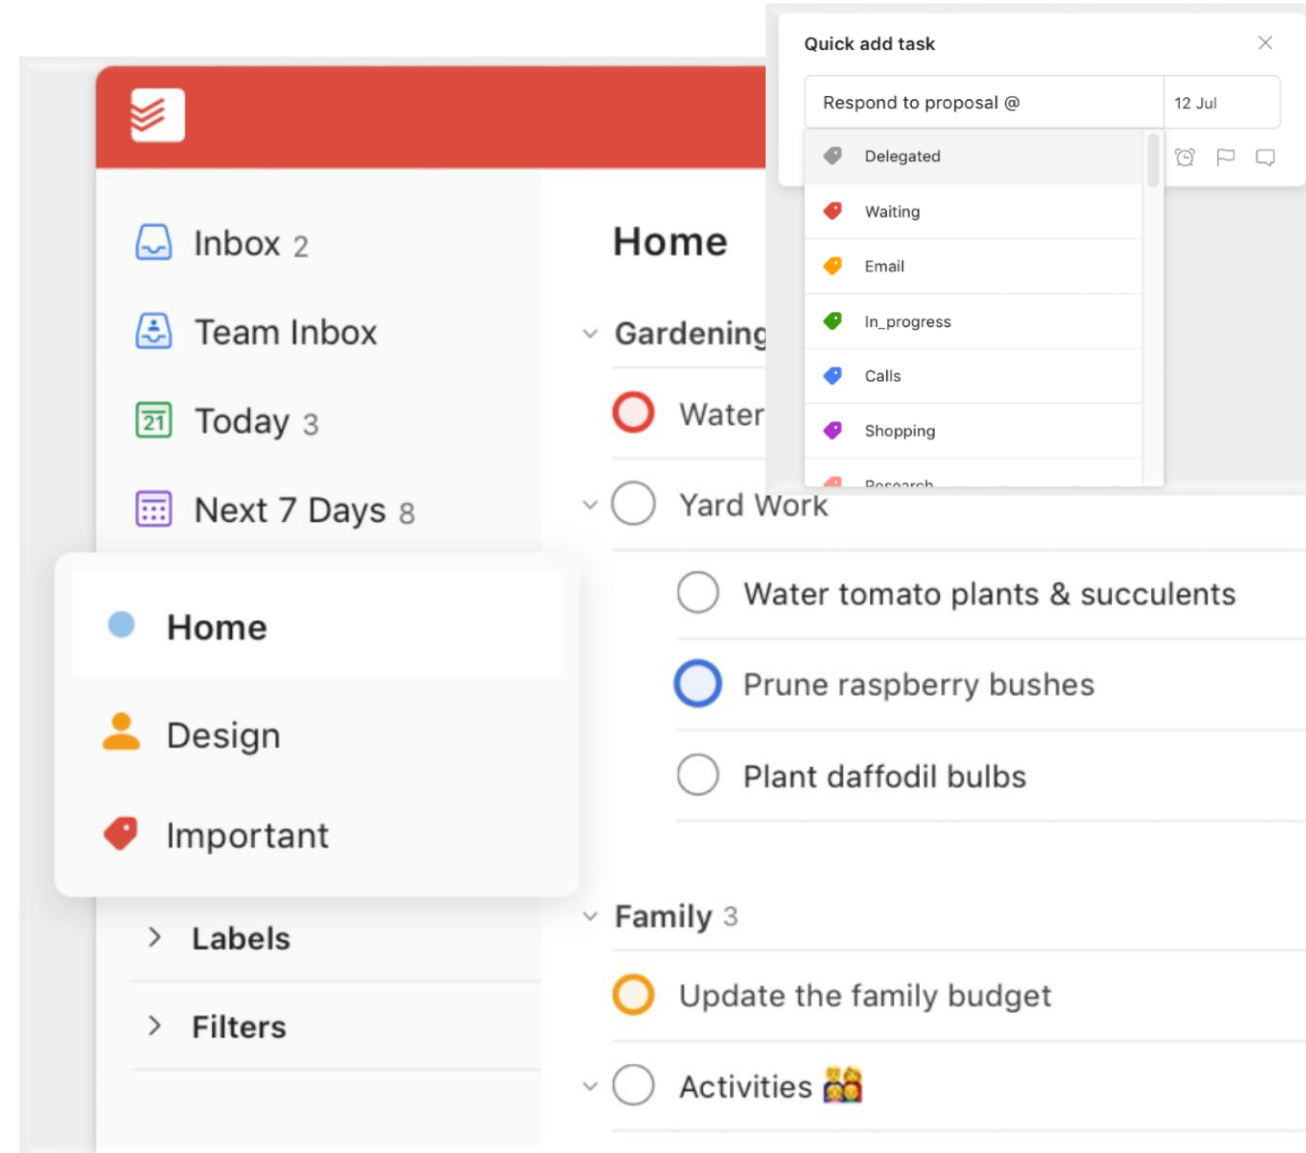 Quick add task
Respond to proposal @
12 Jul
Delegated
Waiting
Email
In_progress
Calls
Shopping
Research
Inbox 2
Team Inbox
21
Today 3
Next 7 Days 8
Home
Design
Important
Labels
Filters
Home
Gardening
Water
Yard Work
Water tomato plants & succulents
Prune raspberry bushes
Plant daffodil bulbs
Family 3
Update the family budget
Activities 👨‍👩‍👧‍👦